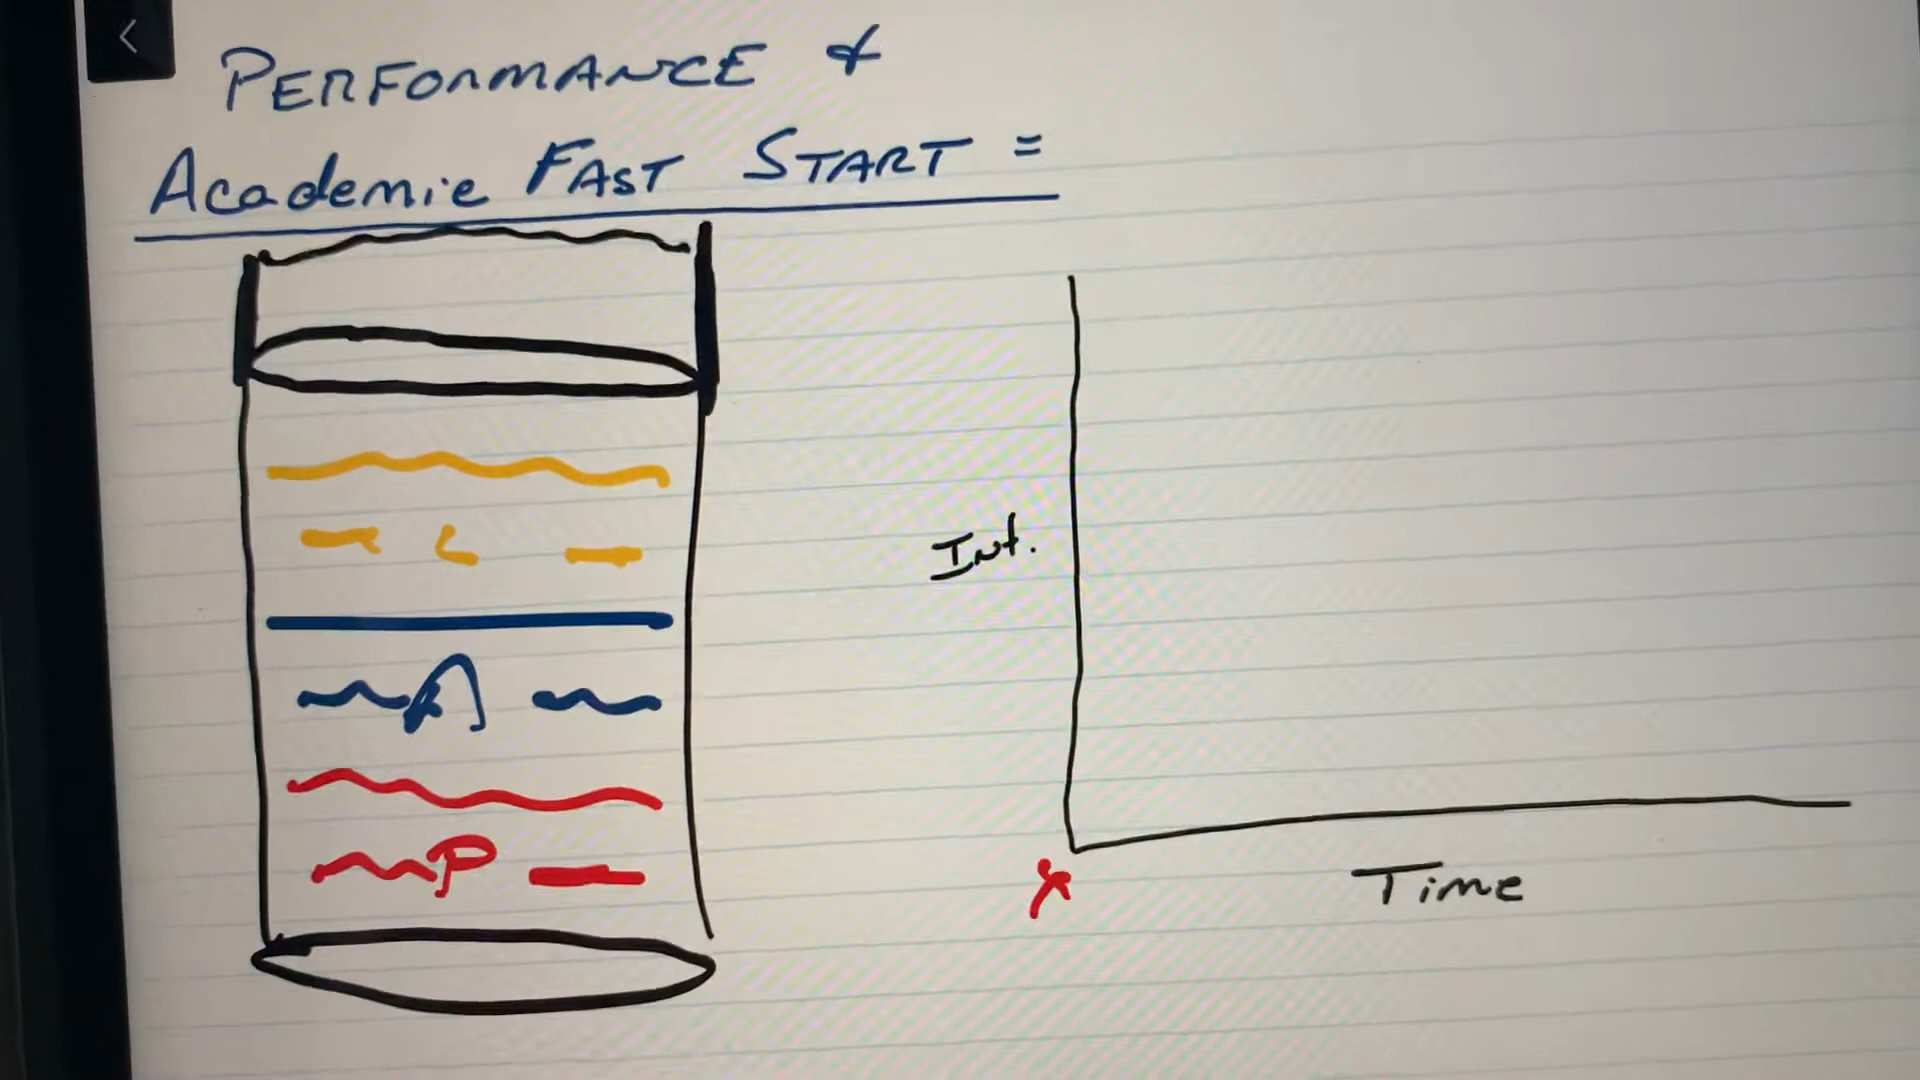 PERFORMANCE &
Academic FAST START =
C
A
P
Int.
Time
x